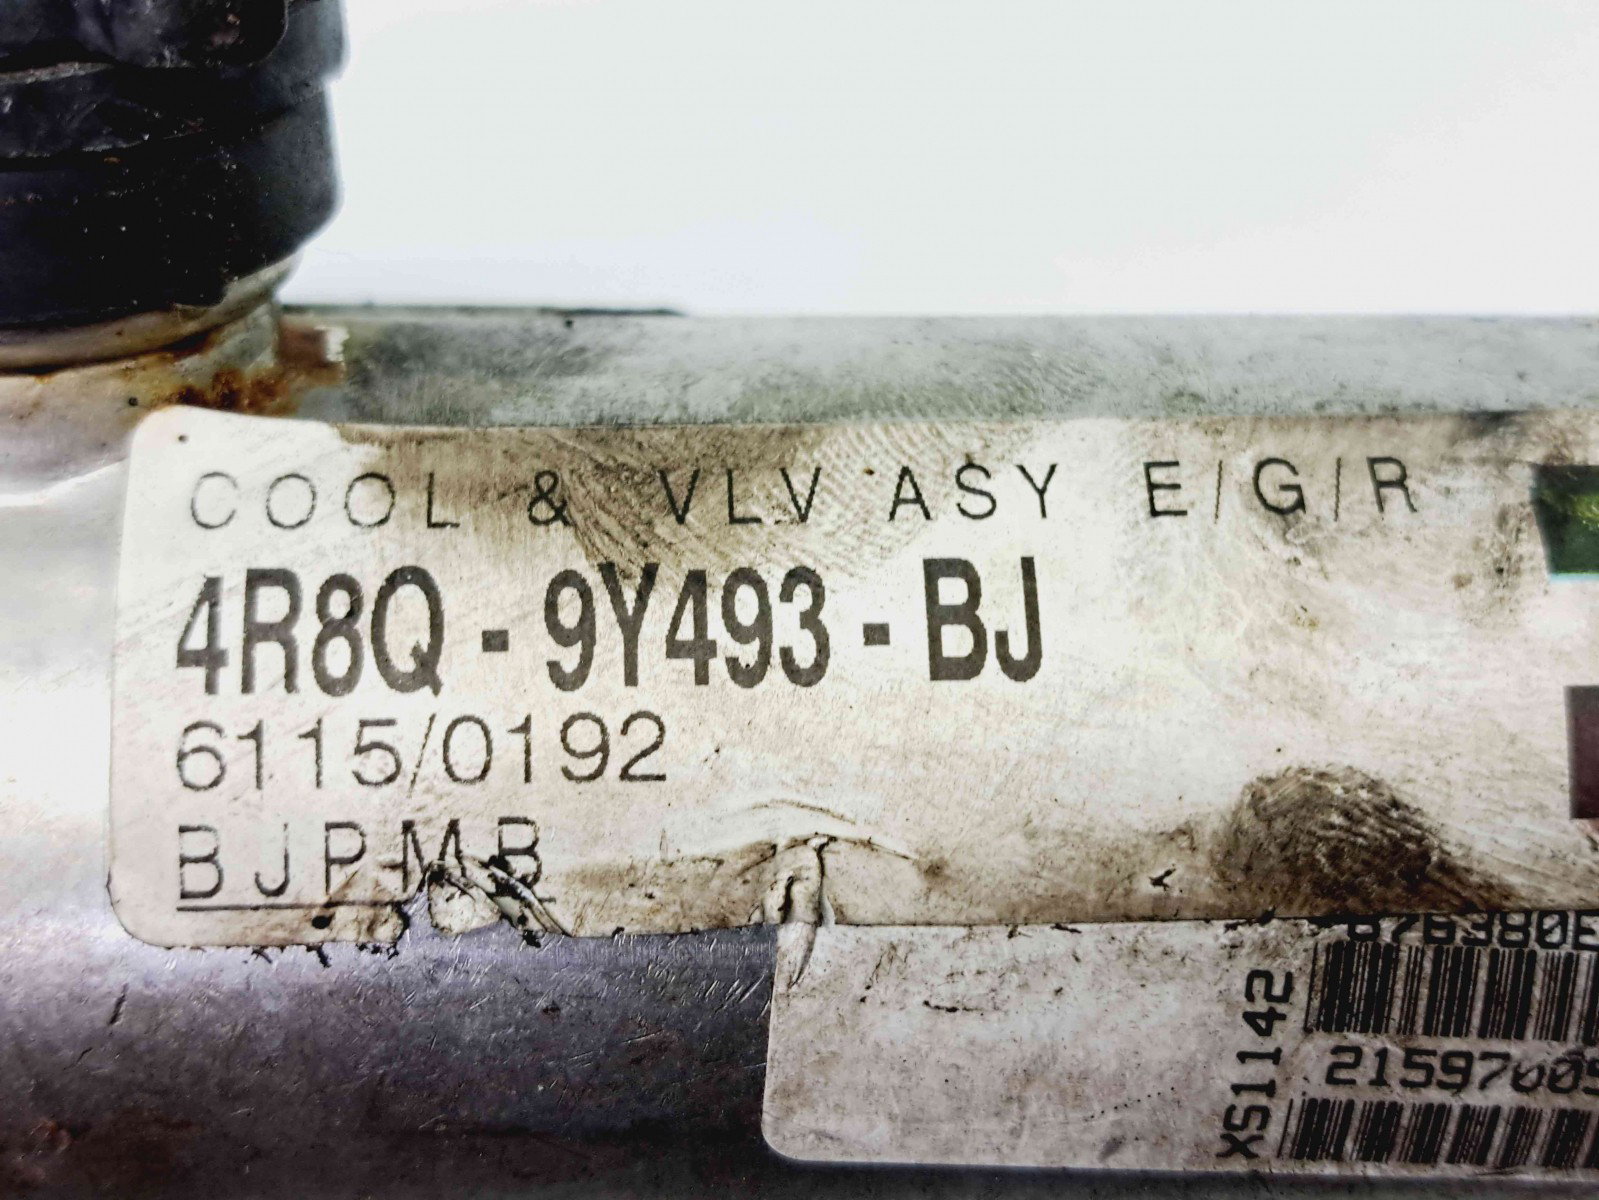 COOL & VLV ASY E/G/R
4R8Q - 9Y493 - BJ
6115/0192
BJPMB
XS1142